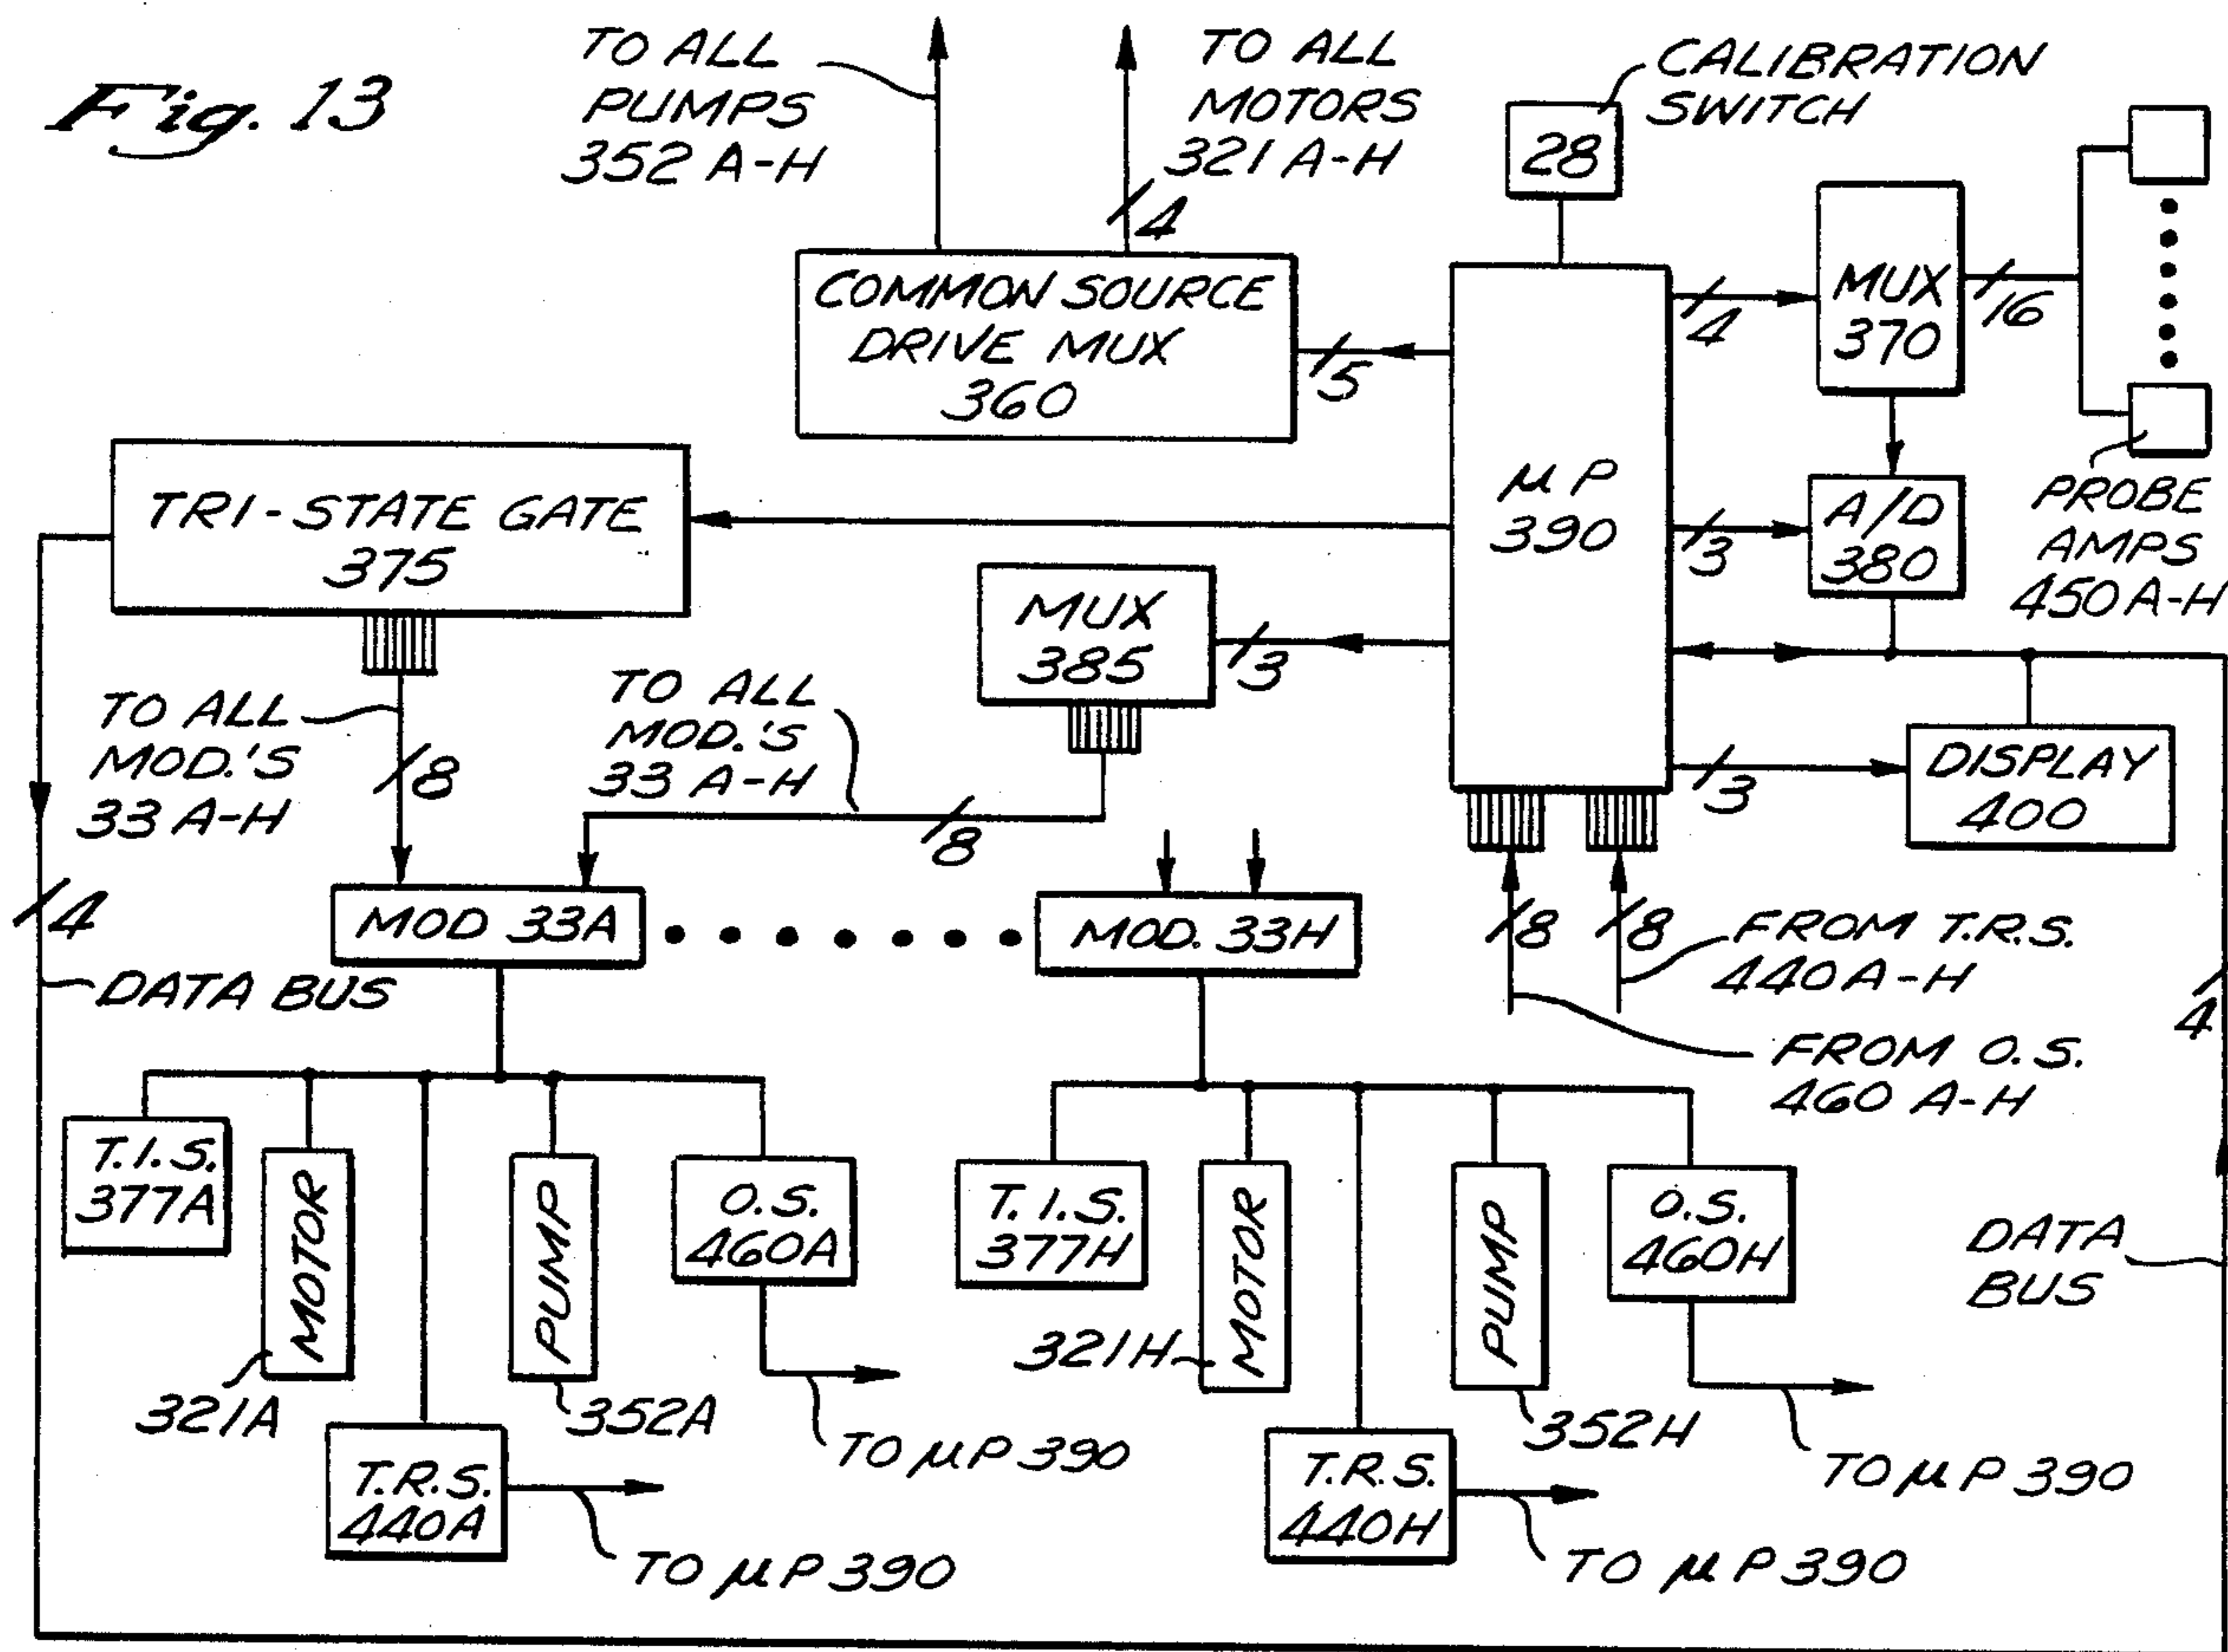 Fig. 13
TO ALL
PUMPS
352 A-H
TO ALL
MOTORS
321 A-H
/4
CALIBRATION
SWITCH
28
COMMON SOURCE
DRIVE MUX
360
/5
μP
390
/4
MUX
370
/16
/3
A/D
380
PROBE
AMPS
450A-H
TRI-STATE GATE
375
MUX
385
/3
/3
DISPLAY
400
TO ALL
MOD.'S
33 A-H
/8
TO ALL
MOD.'S
33 A-H
/8
/4
DATA BUS
MOD 33A
MOD. 33H
/8
/8
FROM T.R.S.
440A-H
FROM O.S.
460 A-H
4
T.I.S.
377A
MOTOR
321A
T.R.S.
440A
TO μP 390
PUMP
352A
O.S.
460A
TO μP 390
T.I.S.
377H
MOTOR
321H
T.R.S.
440H
TO μP 390
PUMP
352H
O.S.
460H
TO μP 390
DATA
BUS